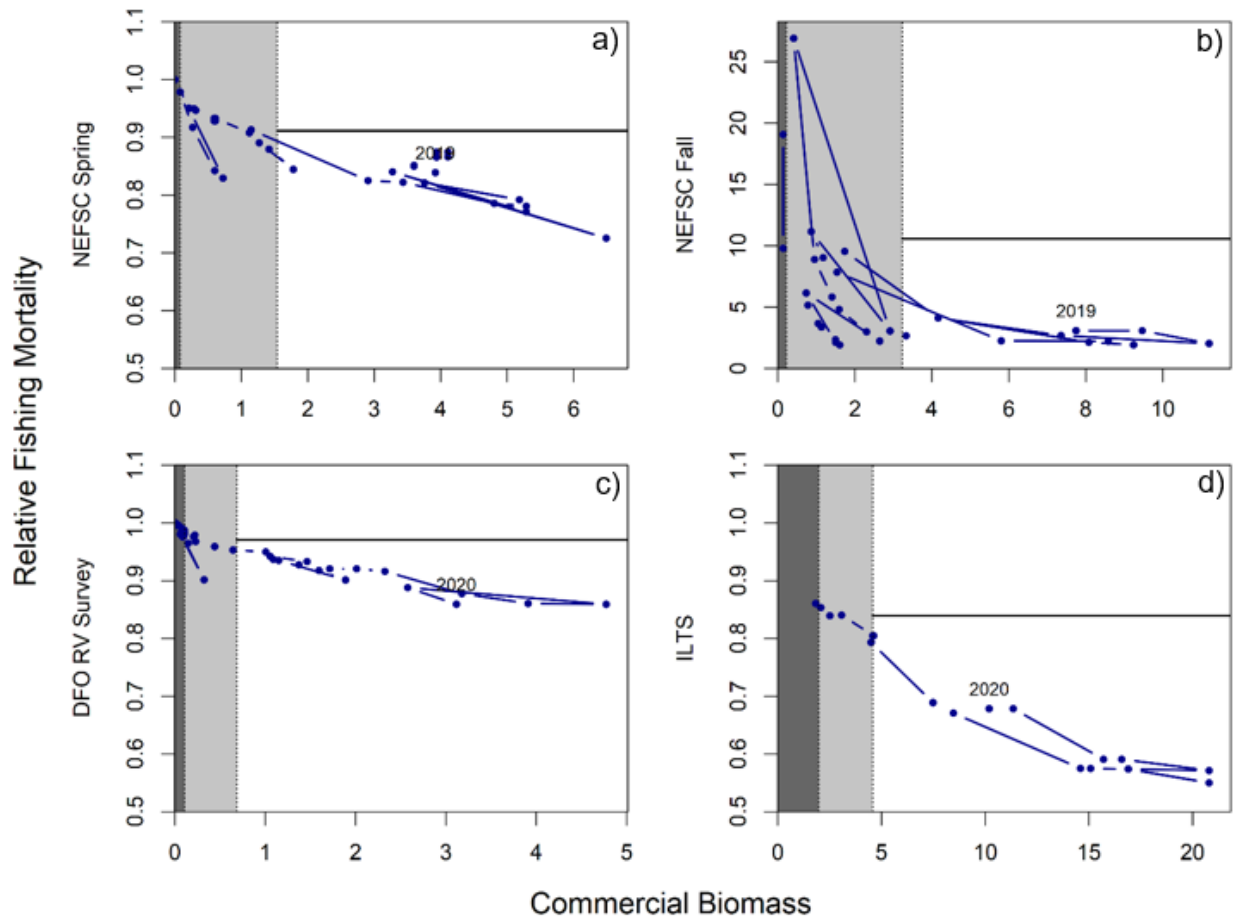 Relative Fishing Mortality
NEFSC Spring
1.1
1.0
0.9
0.8
0.7
0.6
0.5
a)
2019
0 1 2 3 4 5 6
NEFSC Fall
25
20
15
10
5
0
b)
2019
0 2 4 6 8 10
DFO RV Survey
1.1
1.0
0.9
0.8
0.7
0.6
0.5
c)
2020
0 1 2 3 4 5
ILTS
1.1
1.0
0.9
0.8
0.7
0.6
0.5
d)
2020
0 5 10 15 20
Commercial Biomass